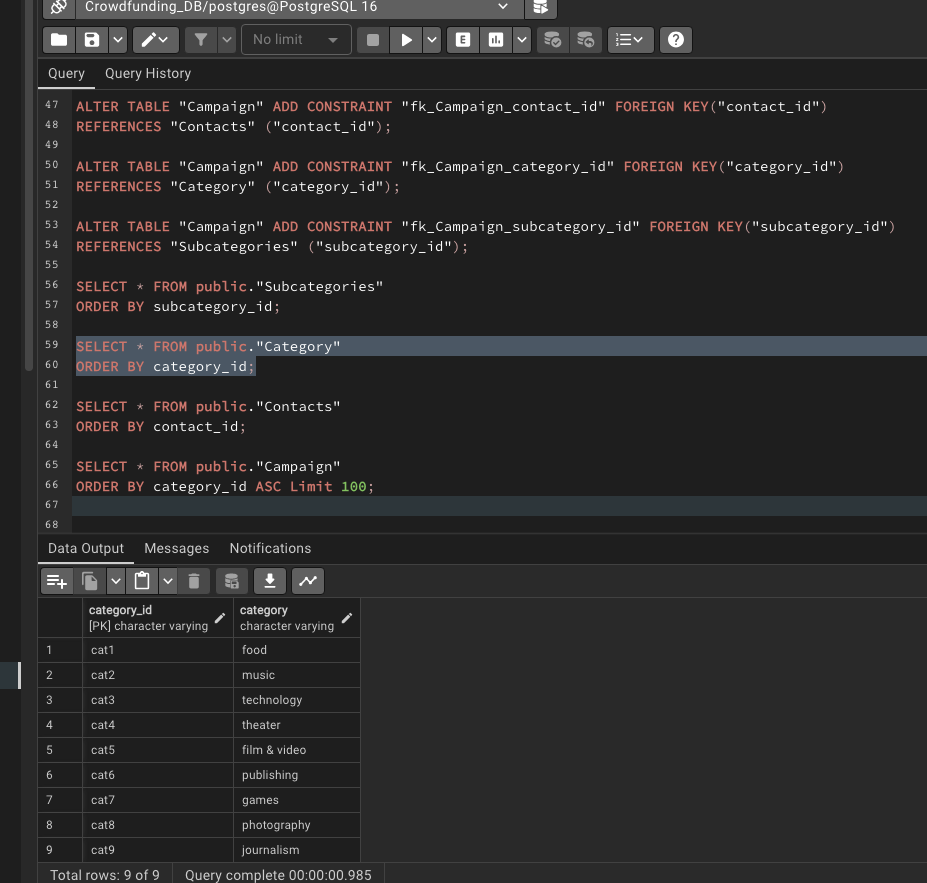 Crowdfunding_DB/postgres@PostgreSQL 16
No limit
E
Query Query History
47 ALTER TABLE "Campaign" ADD CONSTRAINT "fk_Campaign_contact_id" FOREIGN KEY("contact_id")
48 REFERENCES "Contacts" ("contact_id");
49
50 ALTER TABLE "Campaign" ADD CONSTRAINT "fk_Campaign_category_id" FOREIGN KEY("category_id")
51 REFERENCES "Category" ("category_id");
52
53 ALTER TABLE "Campaign" ADD CONSTRAINT "fk_Campaign_subcategory_id" FOREIGN KEY("subcategory_id")
54 REFERENCES "Subcategories" ("subcategory_id");
55
56 SELECT * FROM public."Subcategories"
57 ORDER BY subcategory_id;
58
59 SELECT * FROM public."Category"
60 ORDER BY category_id;
61
62 SELECT * FROM public."Contacts"
63 ORDER BY contact_id;
64
65 SELECT * FROM public."Campaign"
66 ORDER BY category_id ASC Limit 100;
67
68
Data Output Messages Notifications
category_id category
[PK] character varying character varying
1 cat1 food
2 cat2 music
3 cat3 technology
4 cat4 theater
5 cat5 film & video
6 cat6 publishing
7 cat7 games
8 cat8 photography
9 cat9 journalism
Total rows: 9 of 9 Query complete 00:00:00.985